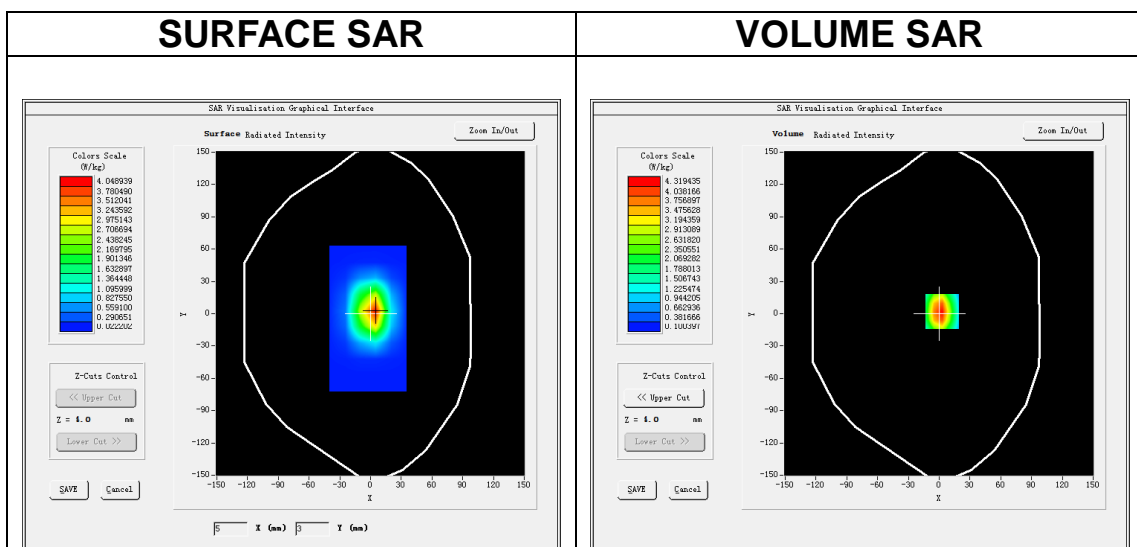 SURFACE SAR
VOLUME SAR
SAR Visualisation Graphical Interface
Surface Radiated Intensity
Zoom In/Out
Colors Scale
(W/kg)
4.048939
3.780490
3.512041
3.243592
2.975143
2.706694
2.438245
2.169795
1.901346
1.632897
1.364448
1.095999
0.827550
0.559100
0.290651
0.022202
Z-Cuts Control
<< Upper Cut
Z = 4.0 mm
Lower Cut >>
SAVE Cancel
150
120
90
60
30
0
-30
-60
-90
-120
-150
Y
-150 -120 -90 -60 -30 0 30 60 90 120 150
X
5 X (mm) 3 Y (mm)
SAR Visualisation Graphical Interface
Volume Radiated Intensity
Zoom In/Out
Colors Scale
(W/kg)
4.319435
4.038166
3.756897
3.475628
3.194359
2.913089
2.631820
2.350551
2.069282
1.788013
1.506743
1.225474
0.944205
0.662936
0.381666
0.100397
Z-Cuts Control
<< Upper Cut
Z = 4.0 mm
Lower Cut >>
SAVE Cancel
150
120
90
60
30
0
-30
-60
-90
-120
-150
Y
-150 -120 -90 -60 -30 0 30 60 90 120 150
X